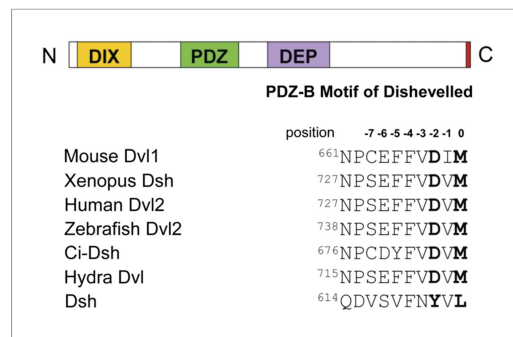 N DIX PDZ DEP C
PDZ-B Motif of Dishevelled
position -7 -6 -5 -4 -3 -2 -1 0
Mouse Dvl1 661NPCEFFVDIM
Xenopus Dsh 727NPSEFFVDVM
Human Dvl2 727NPSEFFVDVM
Zebrafish Dvl2 738NPSEFFVDVM
Ci-Dsh 676NPCDYFVDVM
Hydra Dvl 715NPSEFFVDVM
Dsh 614QDVSVFNYVL